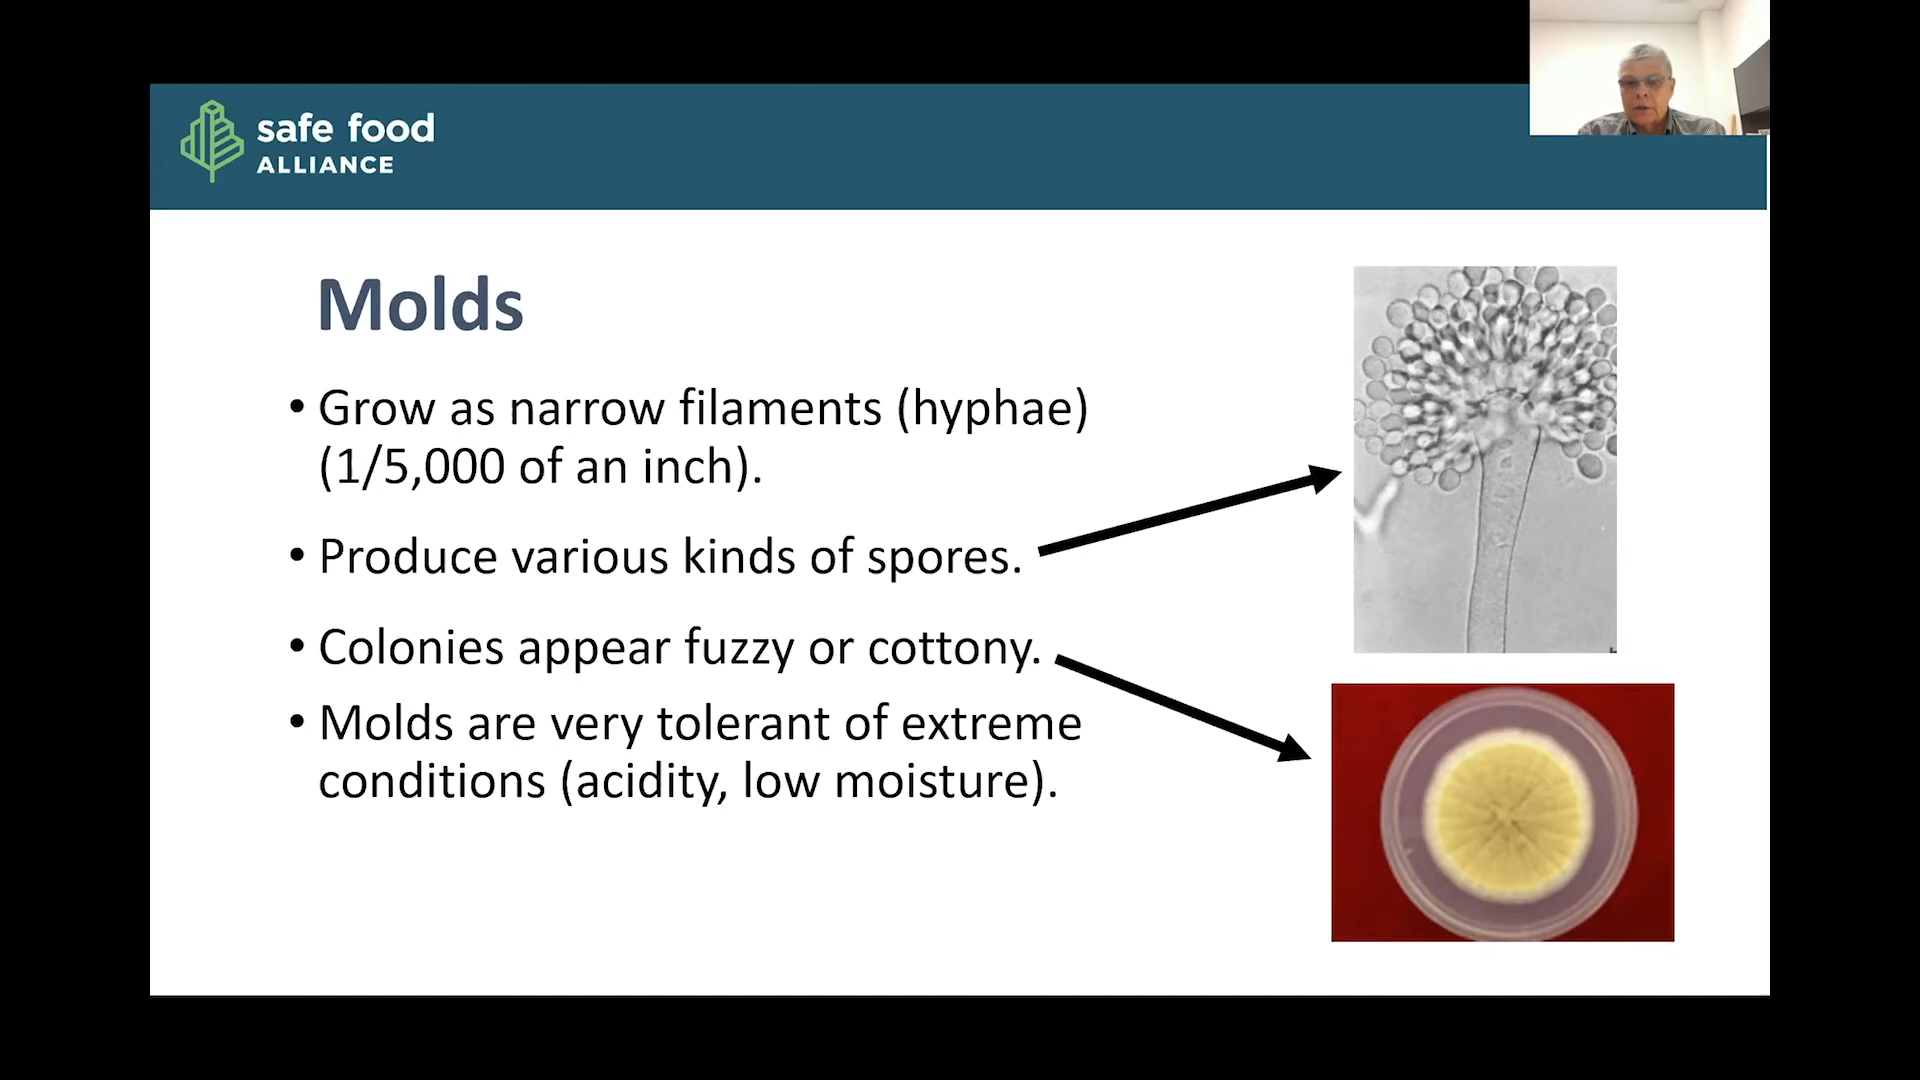 safe food
ALLIANCE
Molds
• Grow as narrow filaments (hyphae)
(1/5,000 of an inch).
• Produce various kinds of spores.
• Colonies appear fuzzy or cottony.
• Molds are very tolerant of extreme
conditions (acidity, low moisture).